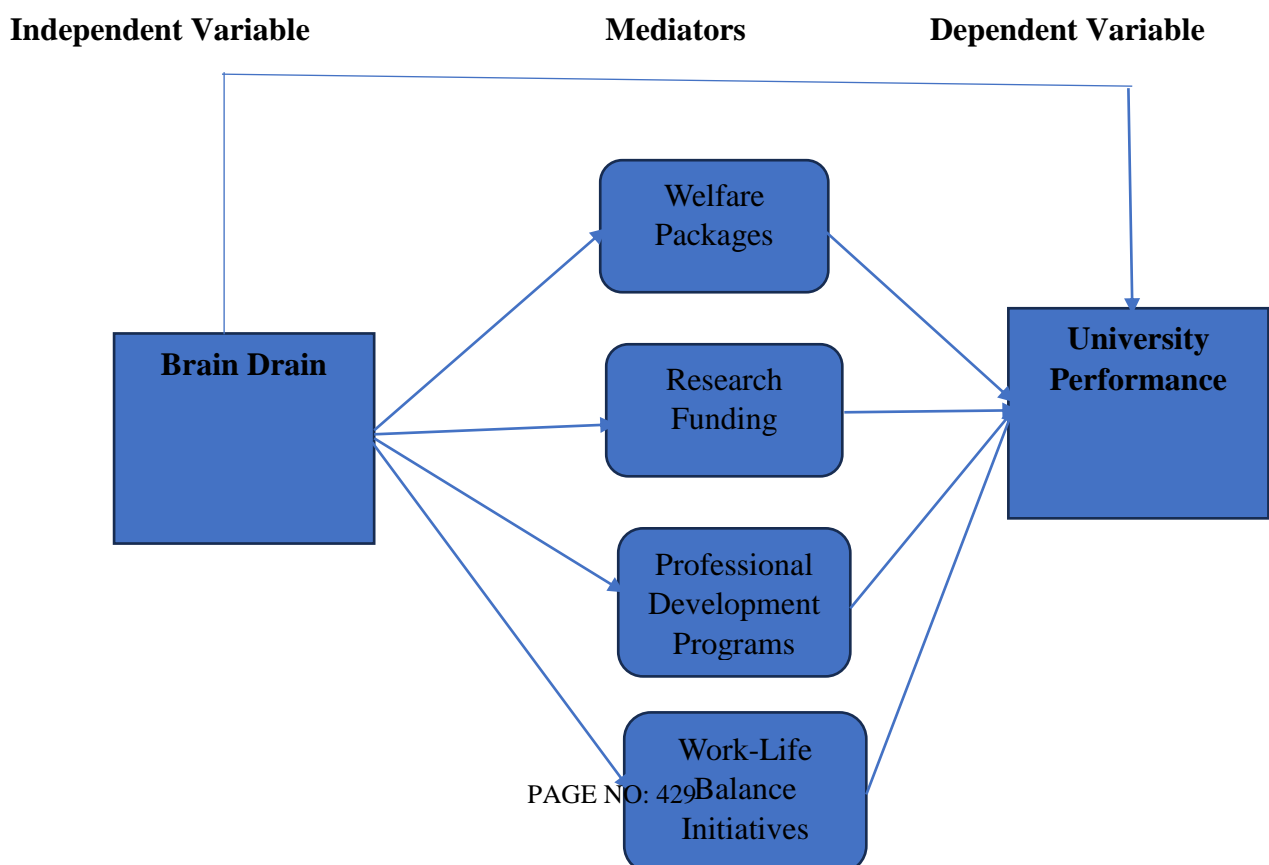 Independent Variable
Mediators
Dependent Variable
Welfare
Packages
Brain Drain
Research
Funding
University
Performance
Professional
Development
Programs
Work-Life
Balance
Initiatives
PAGE NO: 429